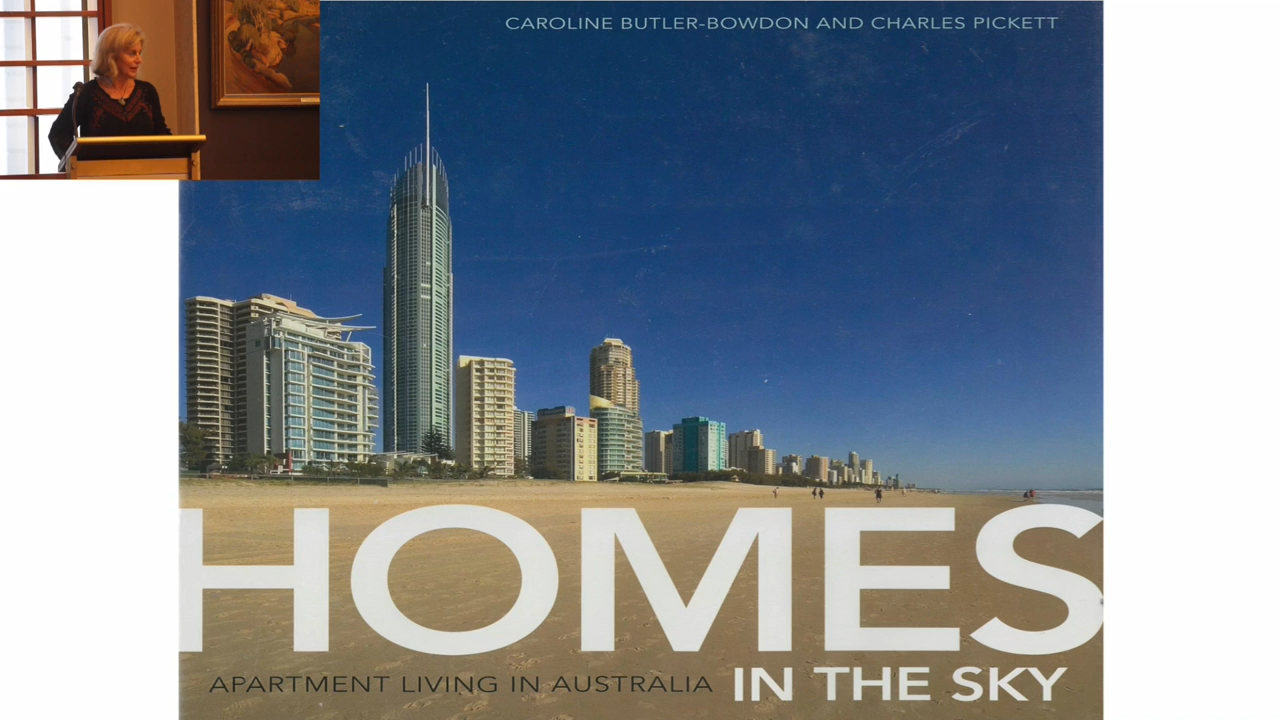 CAROLINE BUTLER-BOWDON AND CHARLES PICKETT
HOMES
APARTMENT LIVING IN AUSTRALIA IN THE SKY